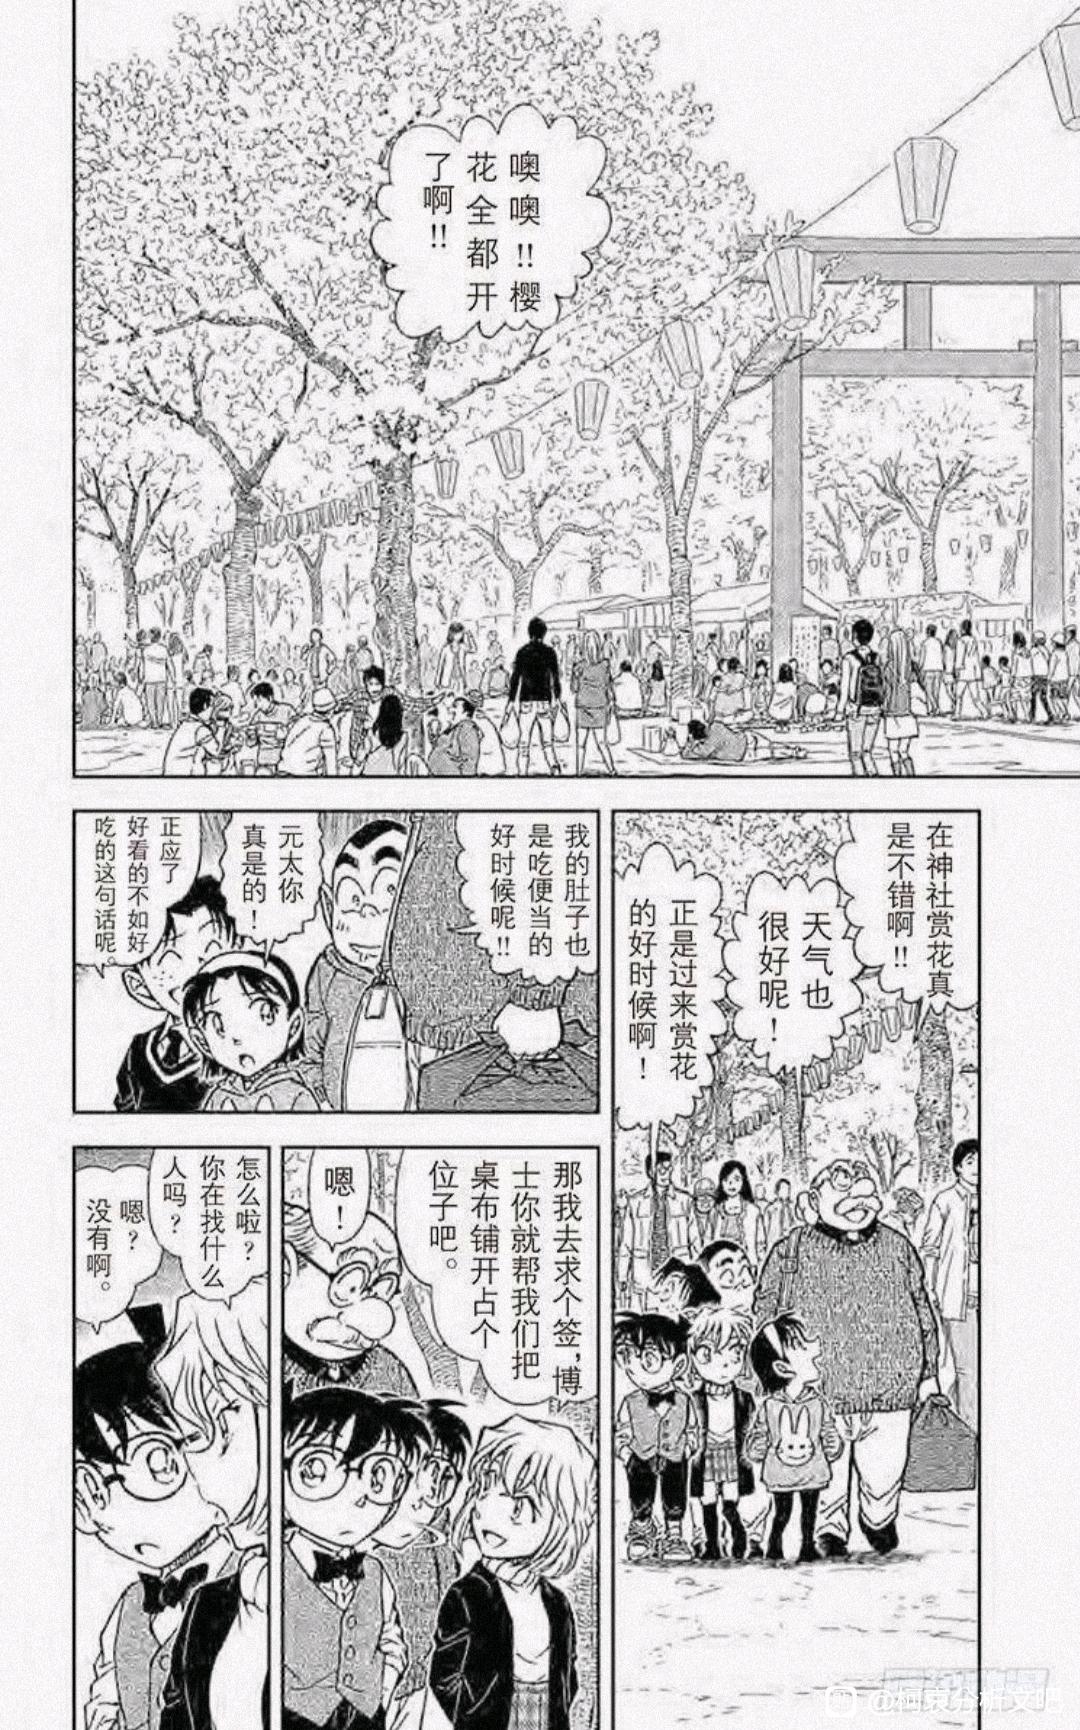 噢噢!!樱
花全都开
了啊!!
在神社赏花真
是不错啊!!
天气也
很好呢!
正是过来赏花
的好时候啊!
我的肚子也
是吃便当的
好时候呢!!
元太你
真是的!
正应了
好看的不如好
吃的这句话呢。
那我去求个签,博
士你就帮我们把
桌布铺开占个
位子吧。
嗯!
怎么啦?
你在找什么
人吗?
嗯?
没有啊。
@柯哀分析文吧